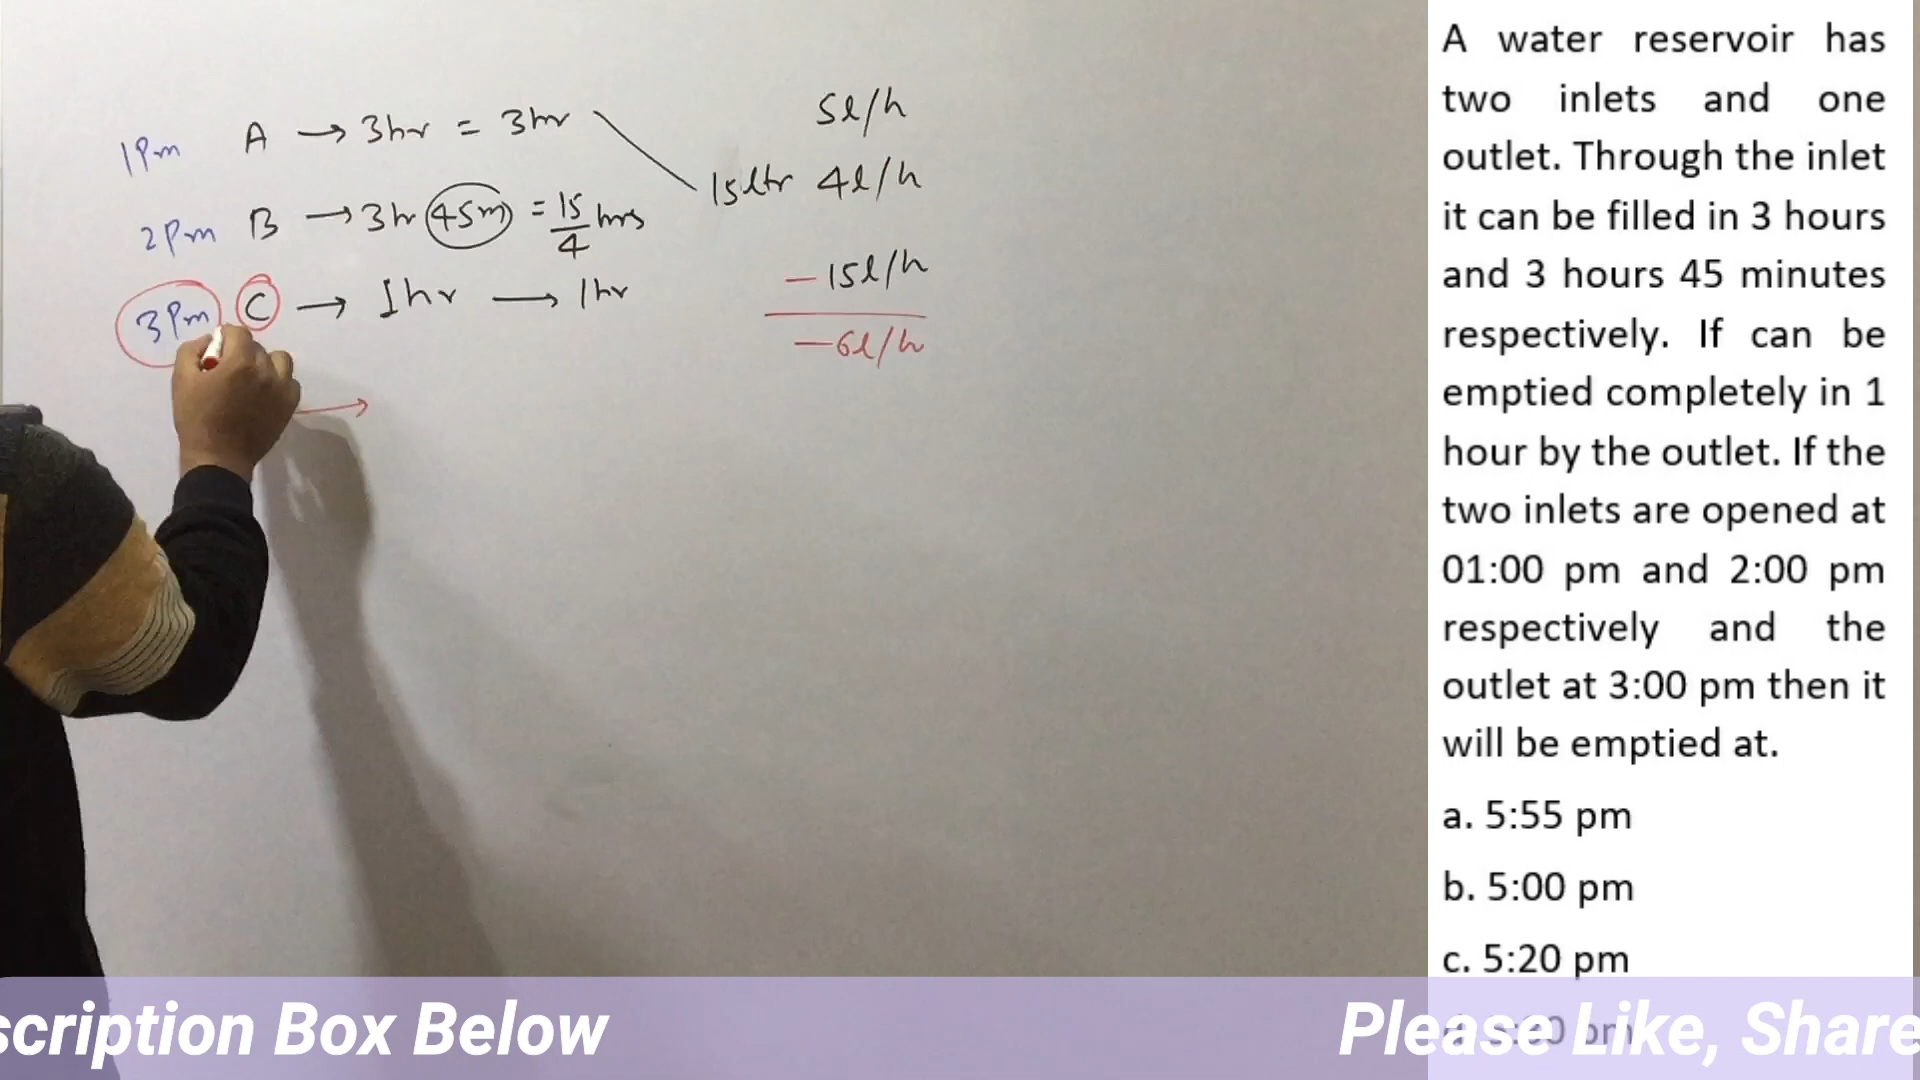 1Pm A → 3hr = 3hr
5l/h
15ltr 4l/h
2Pm B → 3hr 45m = 15/4 hrs
3Pm C → 1hr → 1hr
— 15l/h
— 6l/h
A water reservoir has
two inlets and one
outlet. Through the inlet
it can be filled in 3 hours
and 3 hours 45 minutes
respectively. If can be
emptied completely in 1
hour by the outlet. If the
two inlets are opened at
01:00 pm and 2:00 pm
respectively and the
outlet at 3:00 pm then it
will be emptied at.
a. 5:55 pm
b. 5:00 pm
c. 5:20 pm
scription Box Below
Please Like, Share